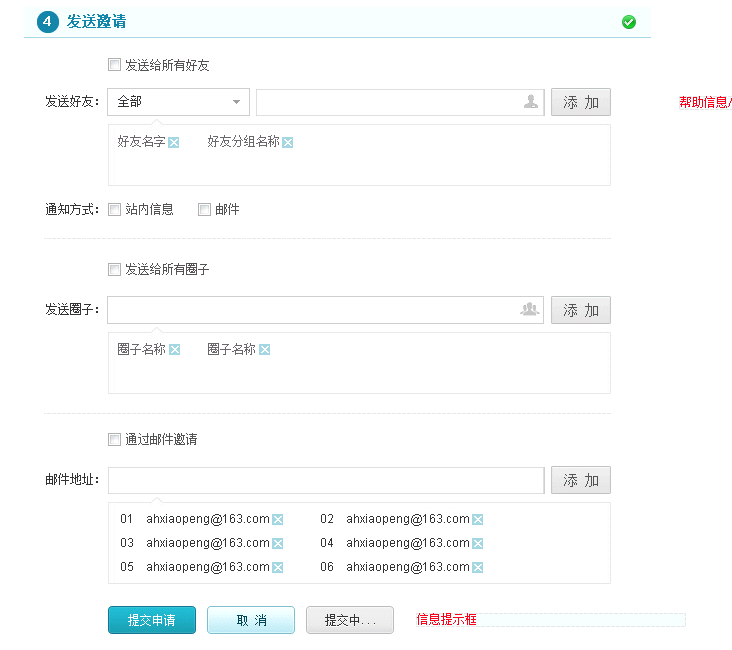 4 发送邀请
发送给所有好友
发送好友： 全部 添 加 帮助信息/
好友名字 好友分组名称
通知方式： 站内信息 邮件
发送给所有圈子
发送圈子： 添 加
圈子名称 圈子名称
通过邮件邀请
邮件地址： 添 加
01 ahxiaopeng@163.com 02 ahxiaopeng@163.com
03 ahxiaopeng@163.com 04 ahxiaopeng@163.com
05 ahxiaopeng@163.com 06 ahxiaopeng@163.com
提交申请 取 消 提交中... 信息提示框